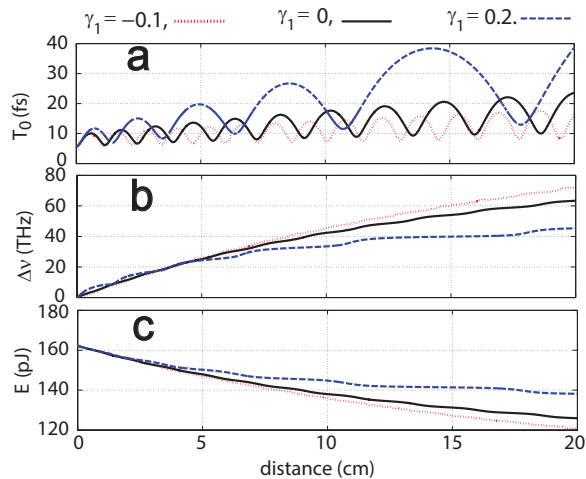 γ₁ = −0.1, γ₁ = 0, γ₁ = 0.2.
a
T₀ (fs)
40
30
20
10
0
b
Δν (THz)
80
60
40
20
0
c
E (pJ)
180
160
140
120
0 5 10 15 20
distance (cm)